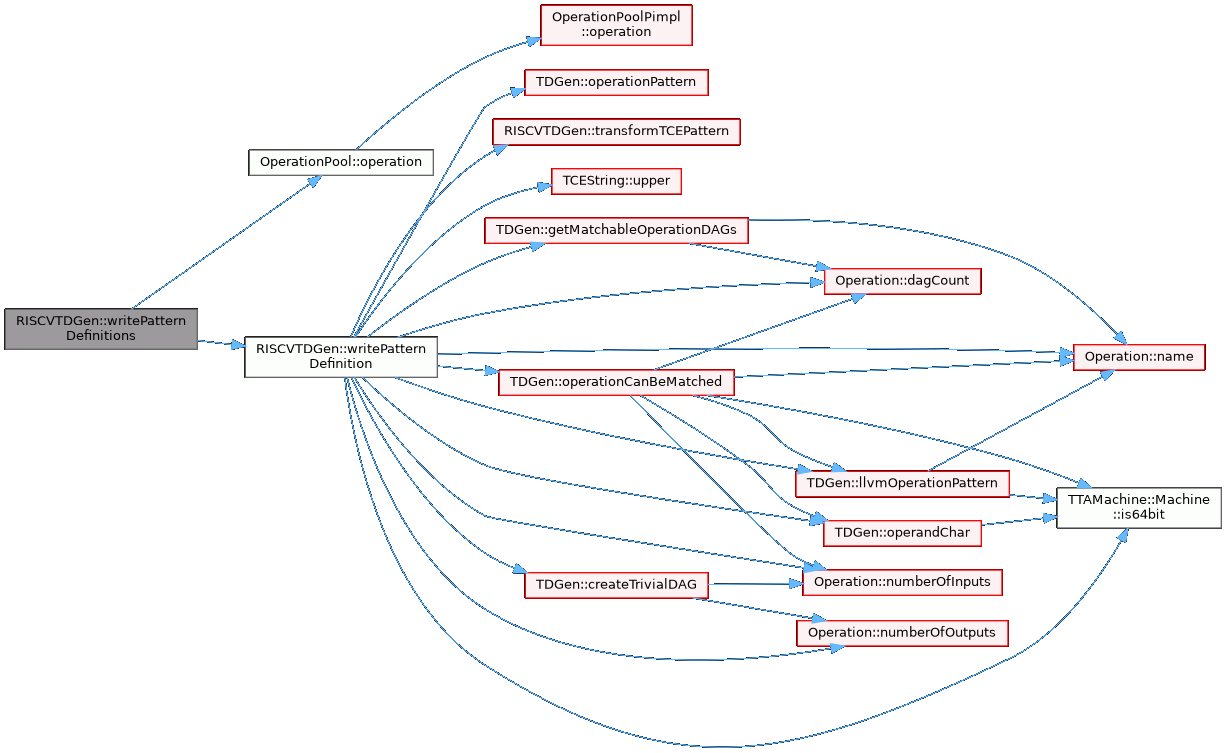 OperationPoolPimpl
::operation
TDGen::operationPattern
RISCVTDGen::transformTCEPattern
OperationPool::operation
TCEString::upper
TDGen::getMatchableOperationDAGs
Operation::dagCount
RISCVTDGen::writePattern
Definitions
RISCVTDGen::writePattern
Definition
Operation::name
TDGen::operationCanBeMatched
TDGen::llvmOperationPattern
TTAMachine::Machine
::is64bit
TDGen::operandChar
TDGen::createTrivialDAG
Operation::numberOfInputs
Operation::numberOfOutputs